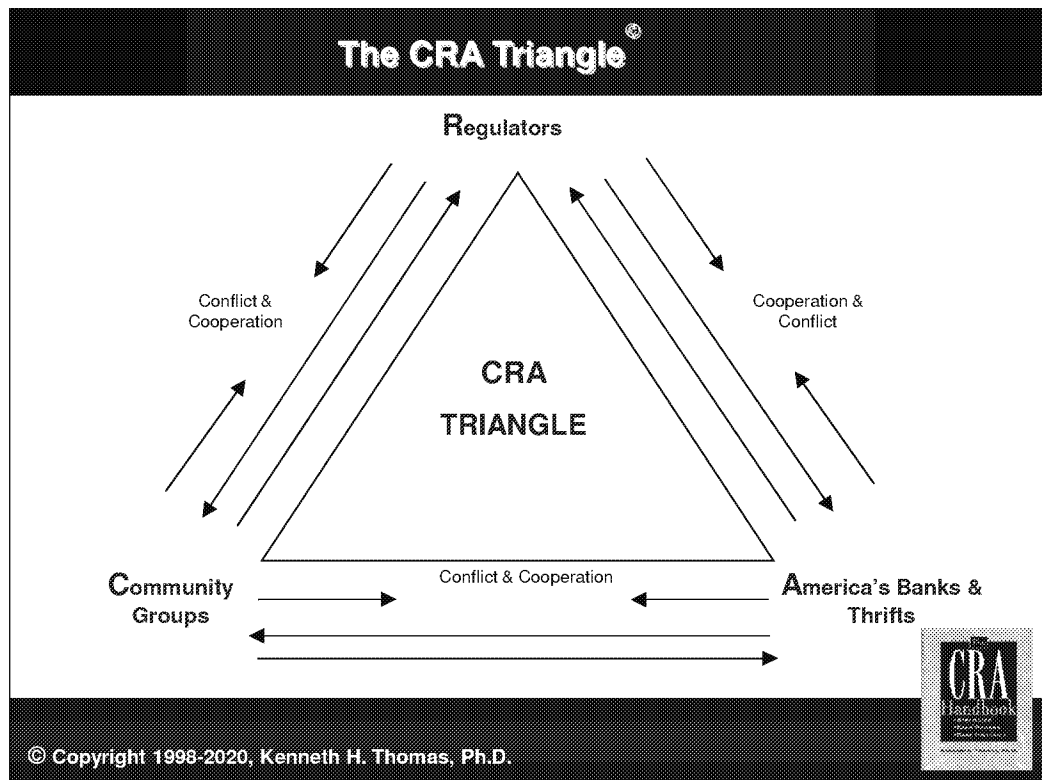 The CRA Triangle©
Regulators
Conflict &
Cooperation
Cooperation &
Conflict
CRA
TRIANGLE
Conflict & Cooperation
Community
Groups
America's Banks &
Thrifts
CRA
Handbook
© Copyright 1998-2020, Kenneth H. Thomas, Ph.D.